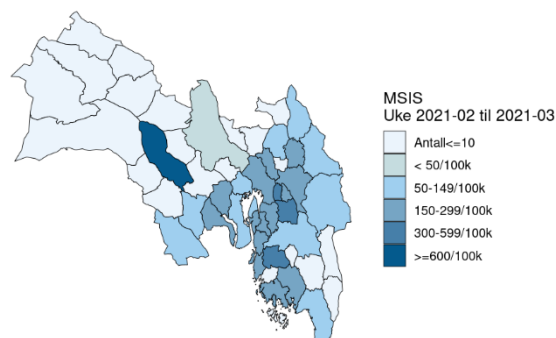 MSIS
Uke 2021-02 til 2021-03
Antall<=10
< 50/100k
50-149/100k
150-299/100k
300-599/100k
>=600/100k